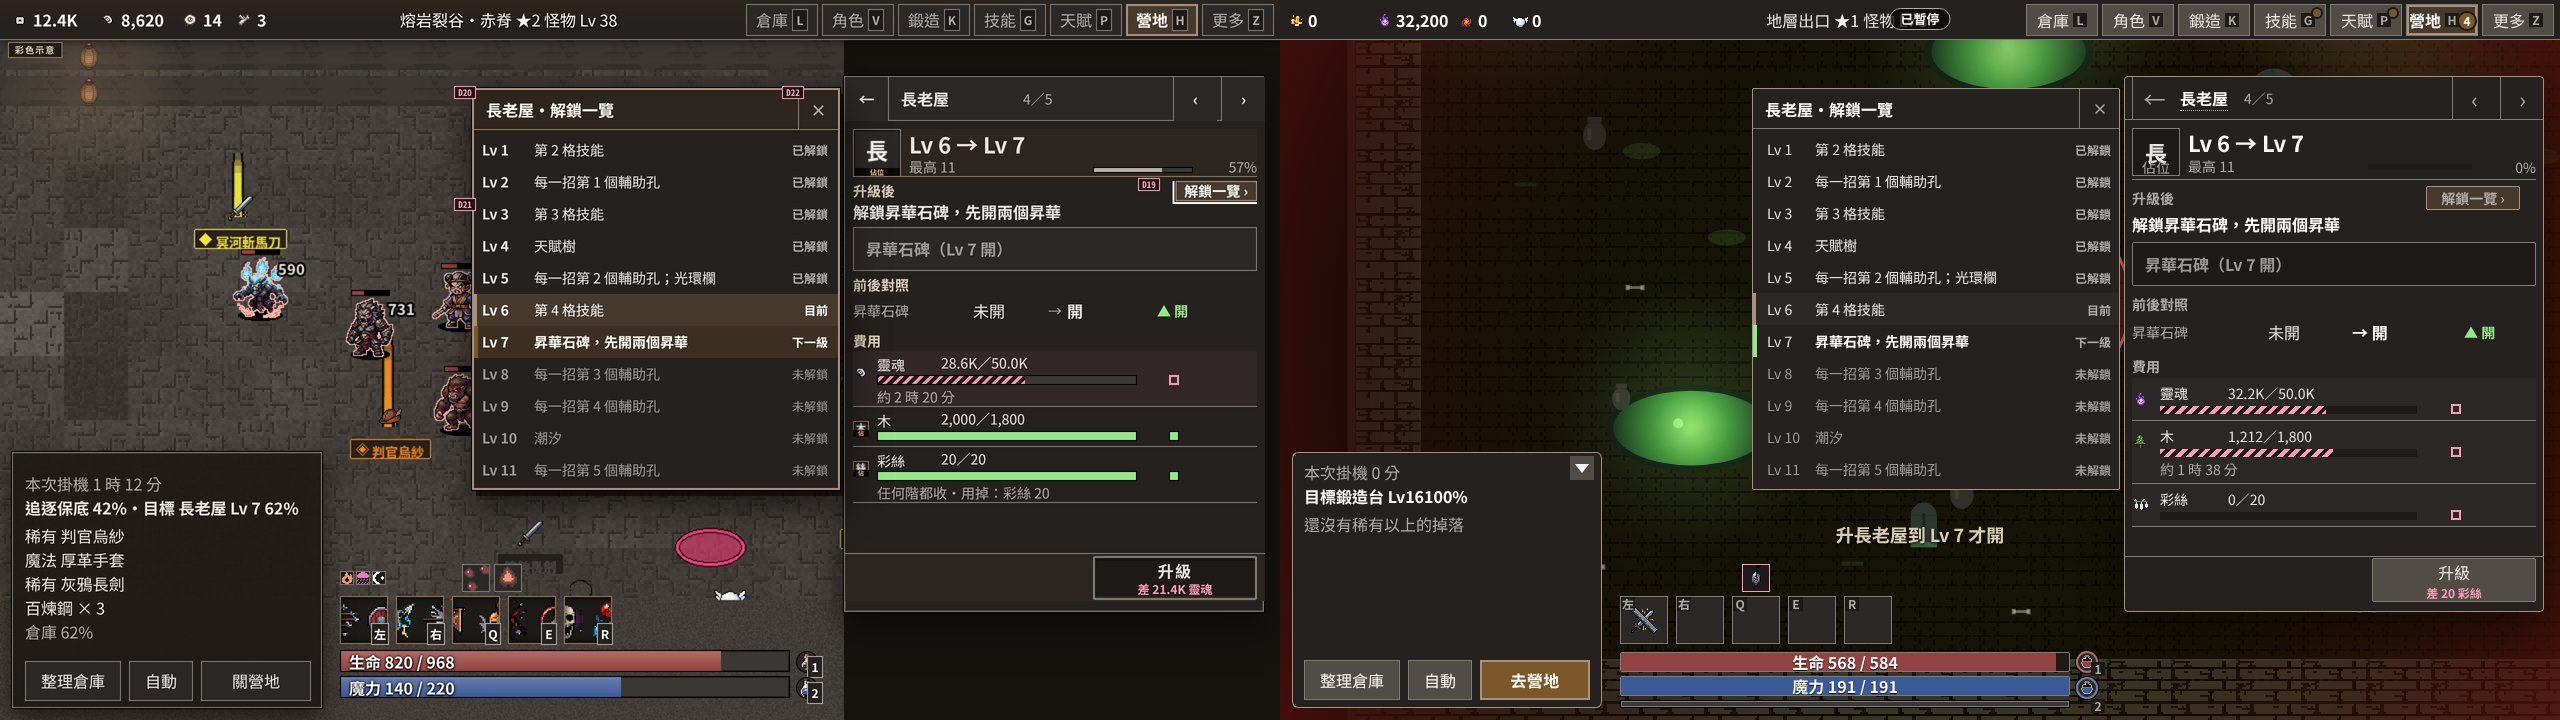 12.4K 8,620 14 3 熔岩裂谷・赤脊 ★2 怪物 Lv 38 倉庫 L 角色 V 鍛造 K 技能 G 天賦 P 營地 H 更多 Z
彩色示意
D20 D22
長老屋・解鎖一覽 ×
Lv 1 第 2 格技能 已解鎖
Lv 2 每一招第 1 個輔助孔 已解鎖
D21
Lv 3 第 3 格技能 已解鎖
Lv 4 天賦樹 已解鎖
Lv 5 每一招第 2 個輔助孔；光環欄 已解鎖
Lv 6 第 4 格技能 目前
Lv 7 昇華石碑，先開兩個昇華 下一級
Lv 8 每一招第 3 個輔助孔 未解鎖
Lv 9 每一招第 4 個輔助孔 未解鎖
Lv 10 潮汐 未解鎖
Lv 11 每一招第 5 個輔助孔 未解鎖
冥河斬馬刀
590
731
判官烏紗
← 長老屋 4／5 ‹ ›
長 佔位
Lv 6 → Lv 7
最高 11 57%
升級後 D19 解鎖一覽 ›
解鎖昇華石碑，先開兩個昇華
昇華石碑（Lv 7 開）
前後對照
昇華石碑 未開 → 開 ▲ 開
費用
靈魂 28.6K／50.0K
約 2 時 20 分
木 2,000／1,800
彩絲 20／20
任何階都收・用掉：彩絲 20
升級
差 21.4K 靈魂
本次掛機 1 時 12 分
追逐保底 42%・目標 長老屋 Lv 7 62%
稀有 判官烏紗
魔法 厚革手套
稀有 灰鴉長劍
百煉鋼 × 3
倉庫 62%
整理倉庫 自動 關營地
左 右 Q E R
生命 820 / 968 1
魔力 140 / 220 2
0 32,200 0 0 地層出口 ★1 怪物 已暫停 倉庫 L 角色 V 鍛造 K 技能 G 天賦 P 營地 H 4 更多 Z
長老屋・解鎖一覽 ×
Lv 1 第 2 格技能 已解鎖
Lv 2 每一招第 1 個輔助孔 已解鎖
Lv 3 第 3 格技能 已解鎖
Lv 4 天賦樹 已解鎖
Lv 5 每一招第 2 個輔助孔；光環欄 已解鎖
Lv 6 第 4 格技能 目前
Lv 7 昇華石碑，先開兩個昇華 下一級
Lv 8 每一招第 3 個輔助孔 未解鎖
Lv 9 每一招第 4 個輔助孔 未解鎖
Lv 10 潮汐 未解鎖
Lv 11 每一招第 5 個輔助孔 未解鎖
← 長老屋 4／5 ‹ ›
長 佔位
Lv 6 → Lv 7
最高 11 0%
升級後 解鎖一覽 ›
解鎖昇華石碑，先開兩個昇華
昇華石碑（Lv 7 開）
前後對照
昇華石碑 未開 → 開 ▲ 開
費用
靈魂 32.2K／50.0K
木 1,212／1,800
約 1 時 38 分
彩絲 0／20
升級
差 20 彩絲
本次掛機 0 分
目標鍛造台 Lv16100%
還沒有稀有以上的掉落
整理倉庫 自動 去營地
升長老屋到 Lv 7 才開
左 右 Q E R
生命 568 / 584 1
魔力 191 / 191
2